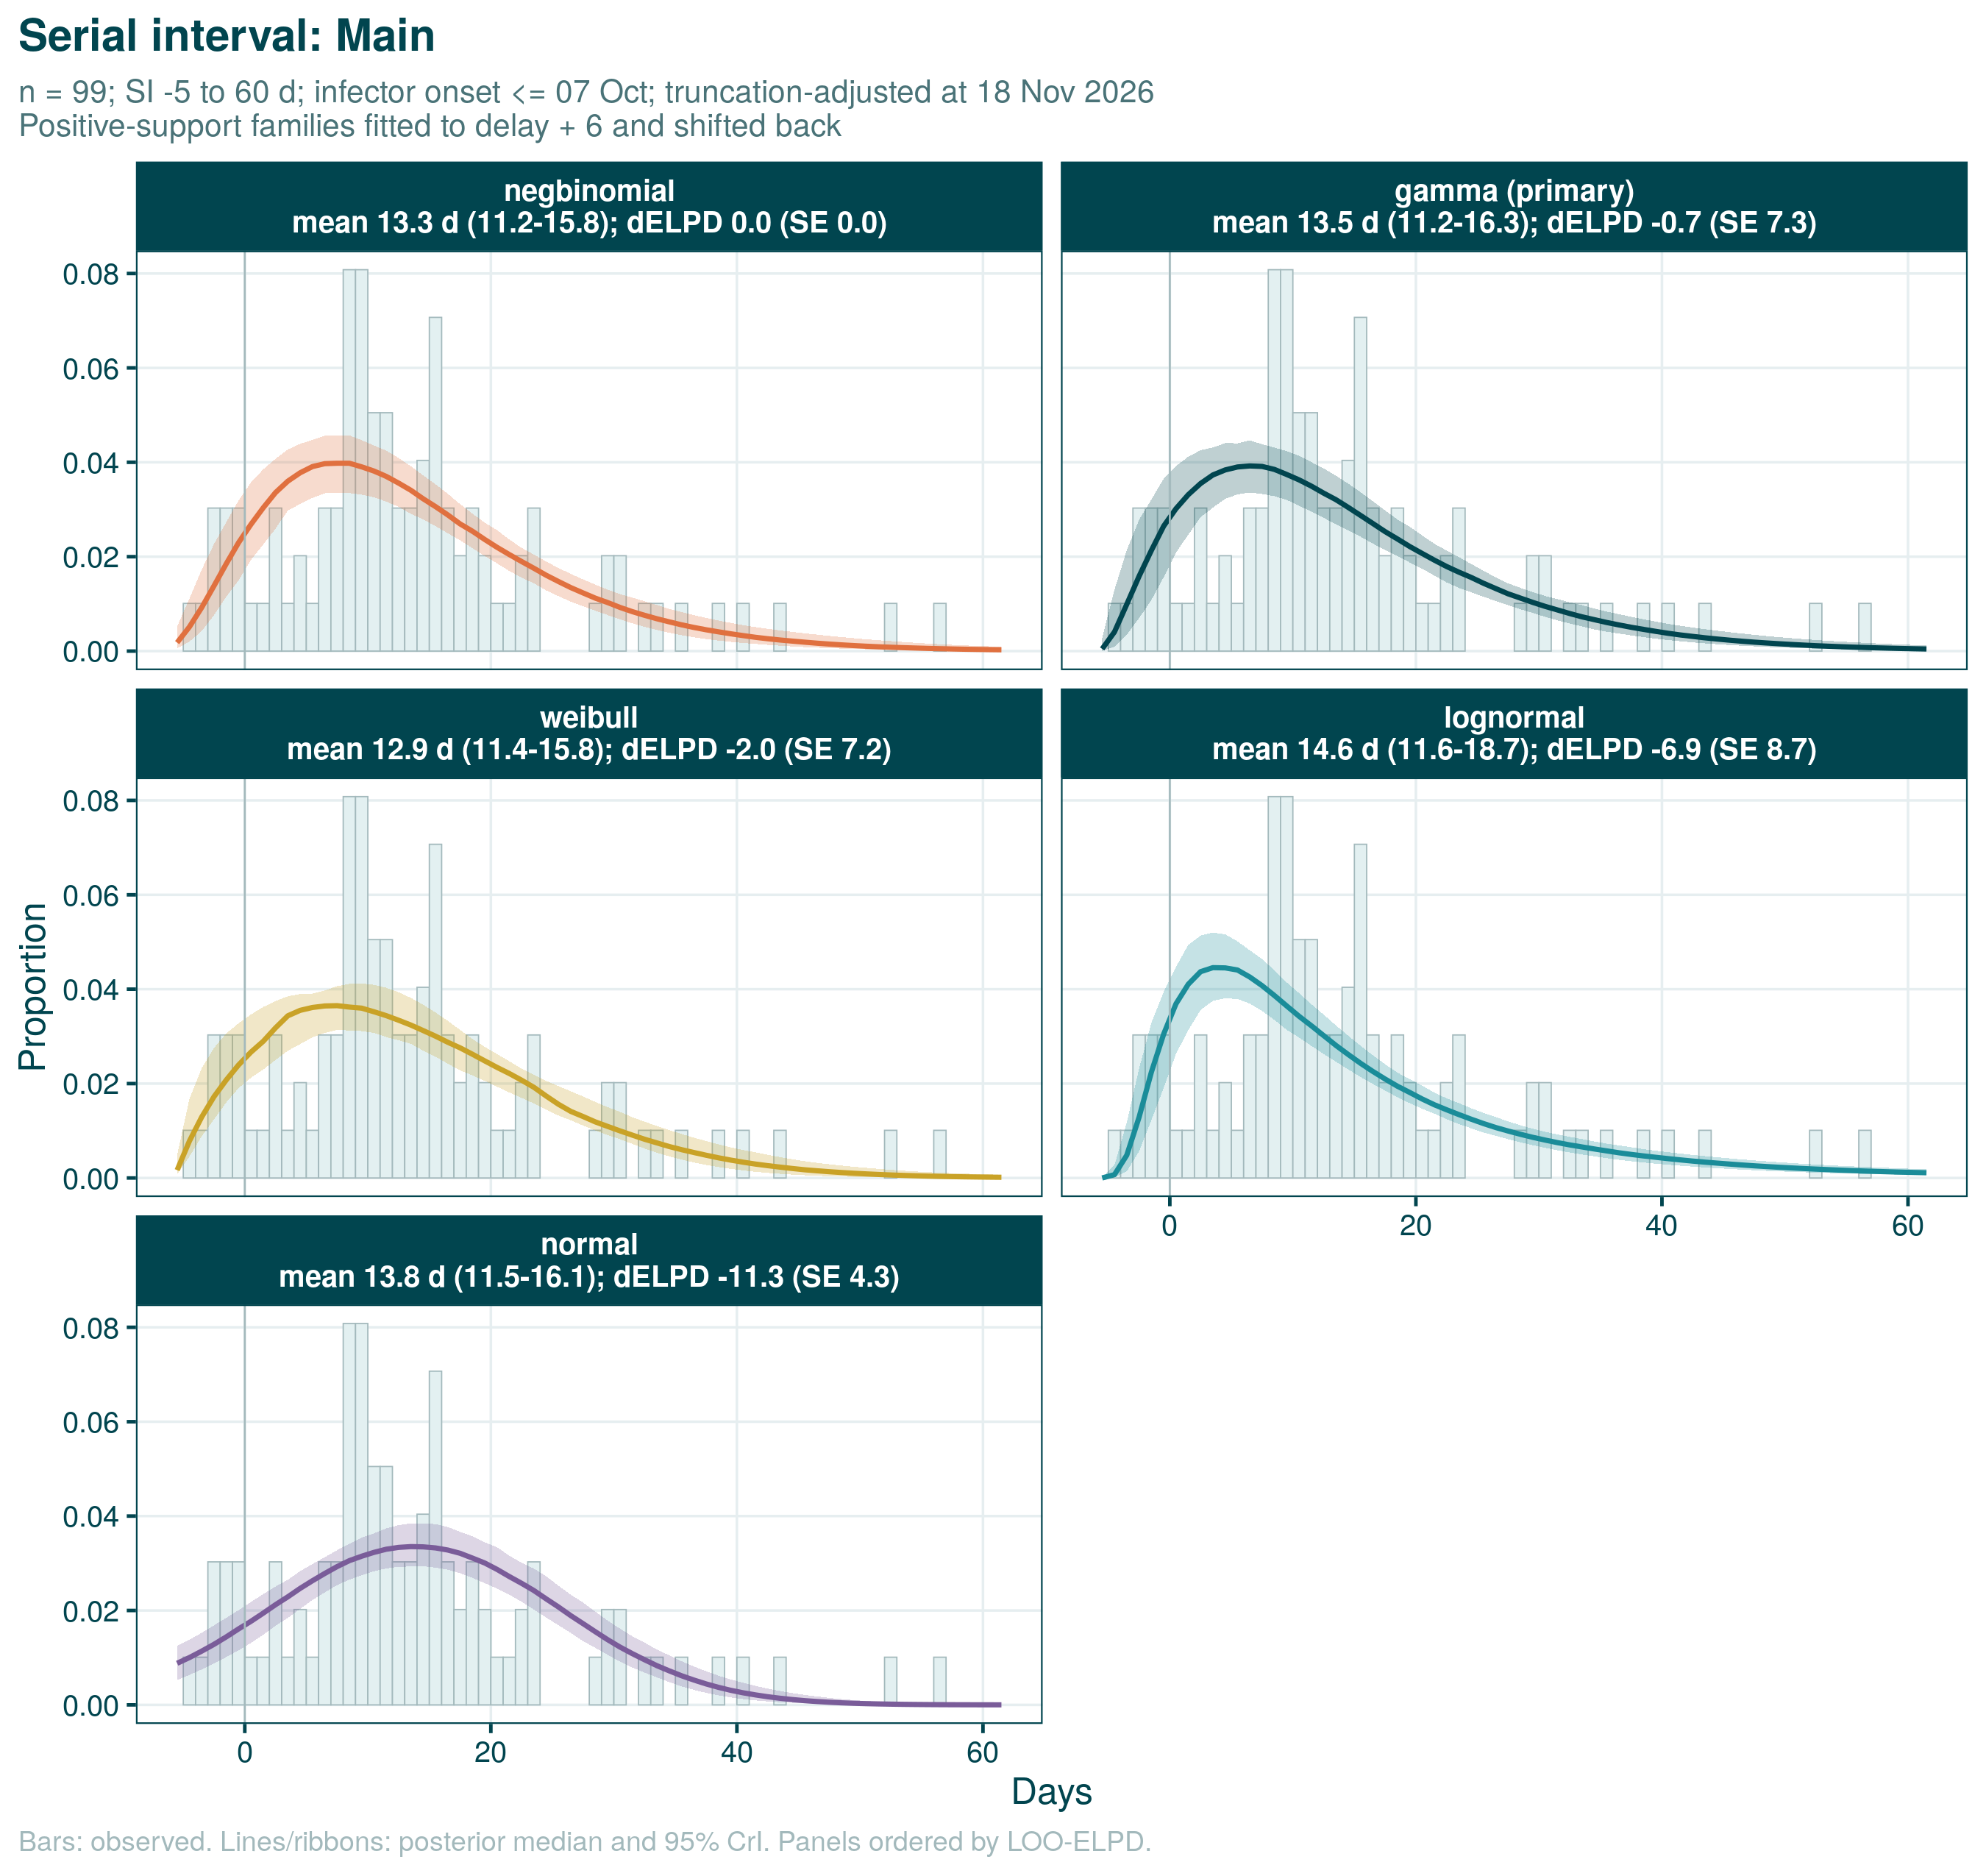 Serial interval: Main
n = 99; SI -5 to 60 d; infector onset <= 07 Oct; truncation-adjusted at 18 Nov 2026
Positive-support families fitted to delay + 6 and shifted back
negbinomial
mean 13.3 d (11.2-15.8); dELPD 0.0 (SE 0.0)
gamma (primary)
mean 13.5 d (11.2-16.3); dELPD -0.7 (SE 7.3)
0.08
0.06
0.04
0.02
0.00
weibull
mean 12.9 d (11.4-15.8); dELPD -2.0 (SE 7.2)
lognormal
mean 14.6 d (11.6-18.7); dELPD -6.9 (SE 8.7)
0.08
0.06
0.04
0.02
0.00
0 20 40 60
Proportion
normal
mean 13.8 d (11.5-16.1); dELPD -11.3 (SE 4.3)
0.08
0.06
0.04
0.02
0.00
0 20 40 60
Days
Bars: observed. Lines/ribbons: posterior median and 95% CrI. Panels ordered by LOO-ELPD.